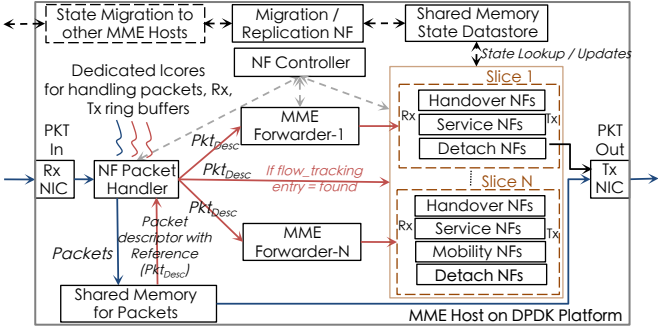 State Migration to
other MME Hosts
Migration /
Replication NF
Shared Memory
State Datastore
State Lookup / Updates
NF Controller
Dedicated lcores
for handling packets, Rx,
Tx ring buffers
Slice 1
Rx
Handover NFs
Service NFs
Tx
Detach NFs
MME
Forwarder-1
PKT
In
Rx
NIC
NF Packet
Handler
Pkt_Desc
Pkt_Desc
Pkt_Desc
If flow_tracking
entry = found
PKT
Out
Tx
NIC
Slice N
Rx
Handover NFs
Service NFs
Tx
Mobility NFs
Detach NFs
MME
Forwarder-N
Packets
Packet
descriptor with
Reference
(Pkt_Desc)
Shared Memory
for Packets
MME Host on DPDK Platform